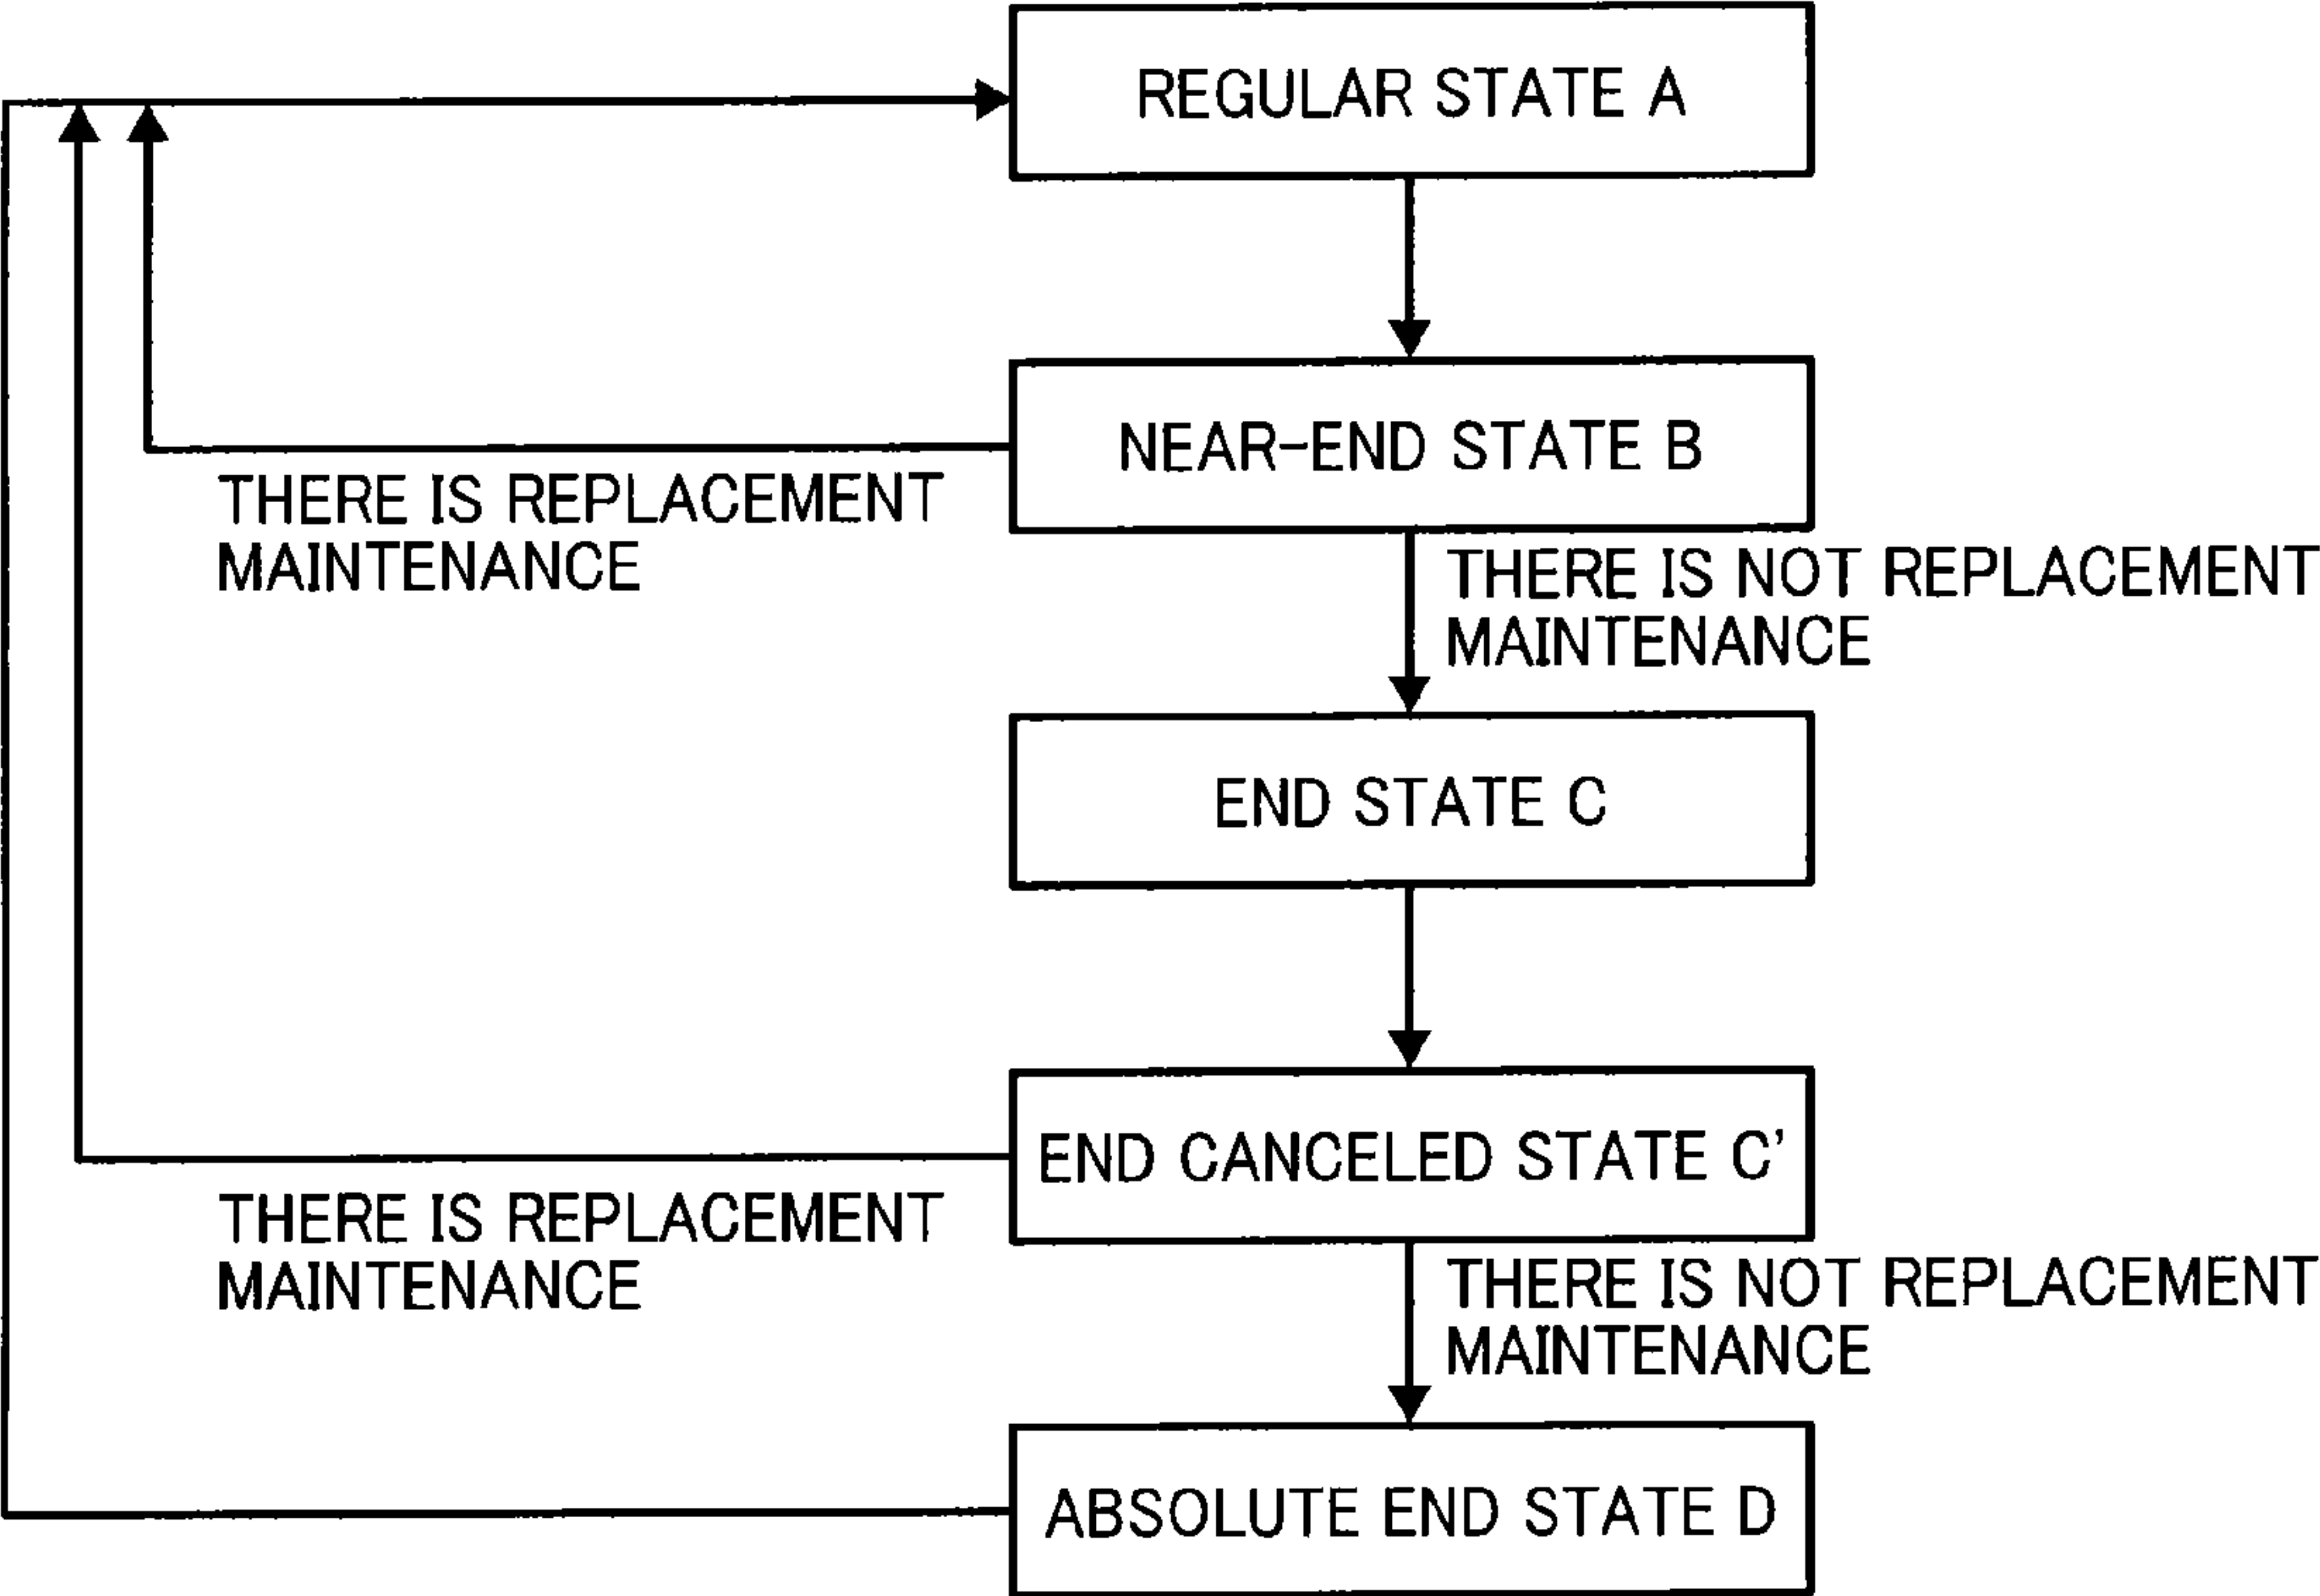 REGULAR STATE A
NEAR-END STATE B
THERE IS REPLACEMENT
MAINTENANCE
THERE IS NOT REPLACEMENT
MAINTENANCE
END STATE C
END CANCELED STATE C'
THERE IS REPLACEMENT
MAINTENANCE
THERE IS NOT REPLACEMENT
MAINTENANCE
ABSOLUTE END STATE D